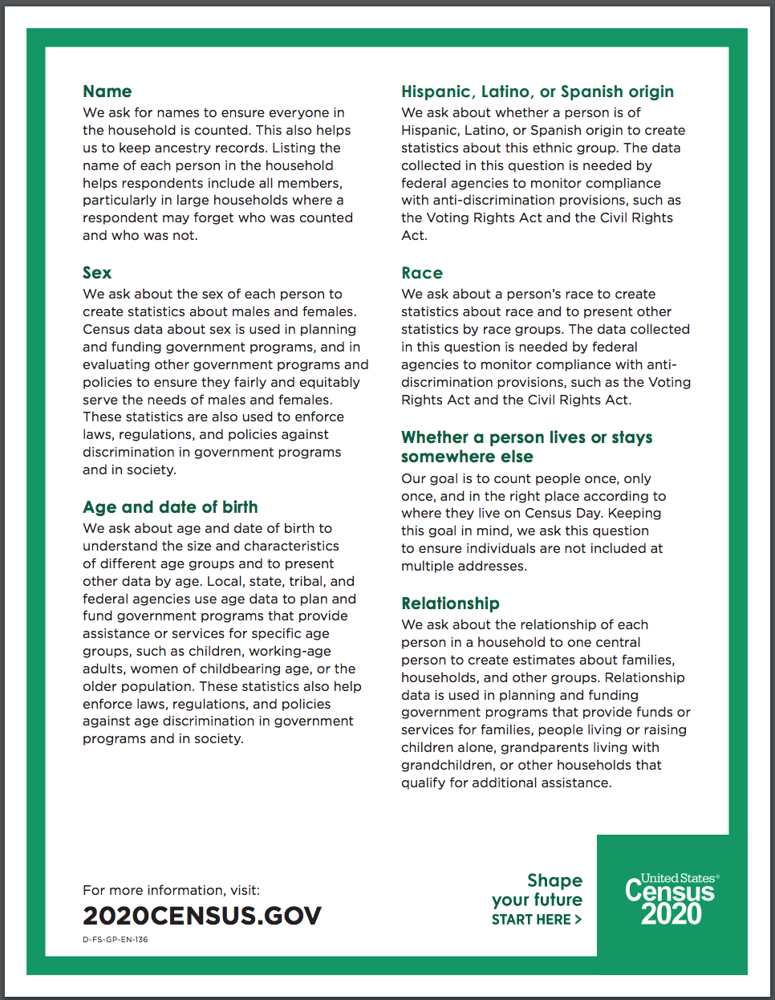 Name
We ask for names to ensure everyone in
the household is counted. This also helps
us to keep ancestry records. Listing the
name of each person in the household
helps respondents include all members,
particularly in large households where a
respondent may forget who was counted
and who was not.
Sex
We ask about the sex of each person to
create statistics about males and females.
Census data about sex is used in planning
and funding government programs, and in
evaluating other government programs and
policies to ensure they fairly and equitably
serve the needs of males and females.
These statistics are also used to enforce
laws, regulations, and policies against
discrimination in government programs
and in society.
Age and date of birth
We ask about age and date of birth to
understand the size and characteristics
of different age groups and to present
other data by age. Local, state, tribal, and
federal agencies use age data to plan and
fund government programs that provide
assistance or services for specific age
groups, such as children, working-age
adults, women of childbearing age, or the
older population. These statistics also help
enforce laws, regulations, and policies
against age discrimination in government
programs and in society.
Hispanic, Latino, or Spanish origin
We ask about whether a person is of
Hispanic, Latino, or Spanish origin to create
statistics about this ethnic group. The data
collected in this question is needed by
federal agencies to monitor compliance
with anti-discrimination provisions, such as
the Voting Rights Act and the Civil Rights
Act.
Race
We ask about a person’s race to create
statistics about race and to present other
statistics by race groups. The data collected
in this question is needed by federal
agencies to monitor compliance with anti-
discrimination provisions, such as the Voting
Rights Act and the Civil Rights Act.
Whether a person lives or stays
somewhere else
Our goal is to count people once, only
once, and in the right place according to
where they live on Census Day. Keeping
this goal in mind, we ask this question
to ensure individuals are not included at
multiple addresses.
Relationship
We ask about the relationship of each
person in a household to one central
person to create estimates about families,
households, and other groups. Relationship
data is used in planning and funding
government programs that provide funds or
services for families, people living or raising
children alone, grandparents living with
grandchildren, or other households that
qualify for additional assistance.
For more information, visit:
2020CENSUS.GOV
D-FS-GP-EN-136
Shape
your future
START HERE >
United States®
Census
2020